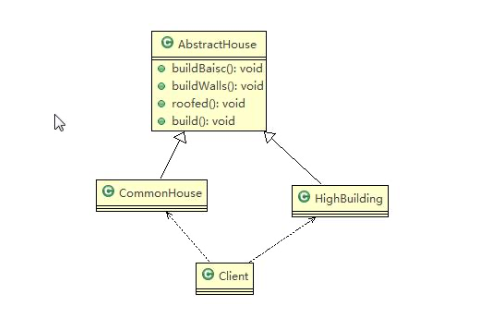 AbstractHouse
buildBaisc(): void
buildWalls(): void
roofed(): void
build(): void
CommonHouse
HighBuilding
Client